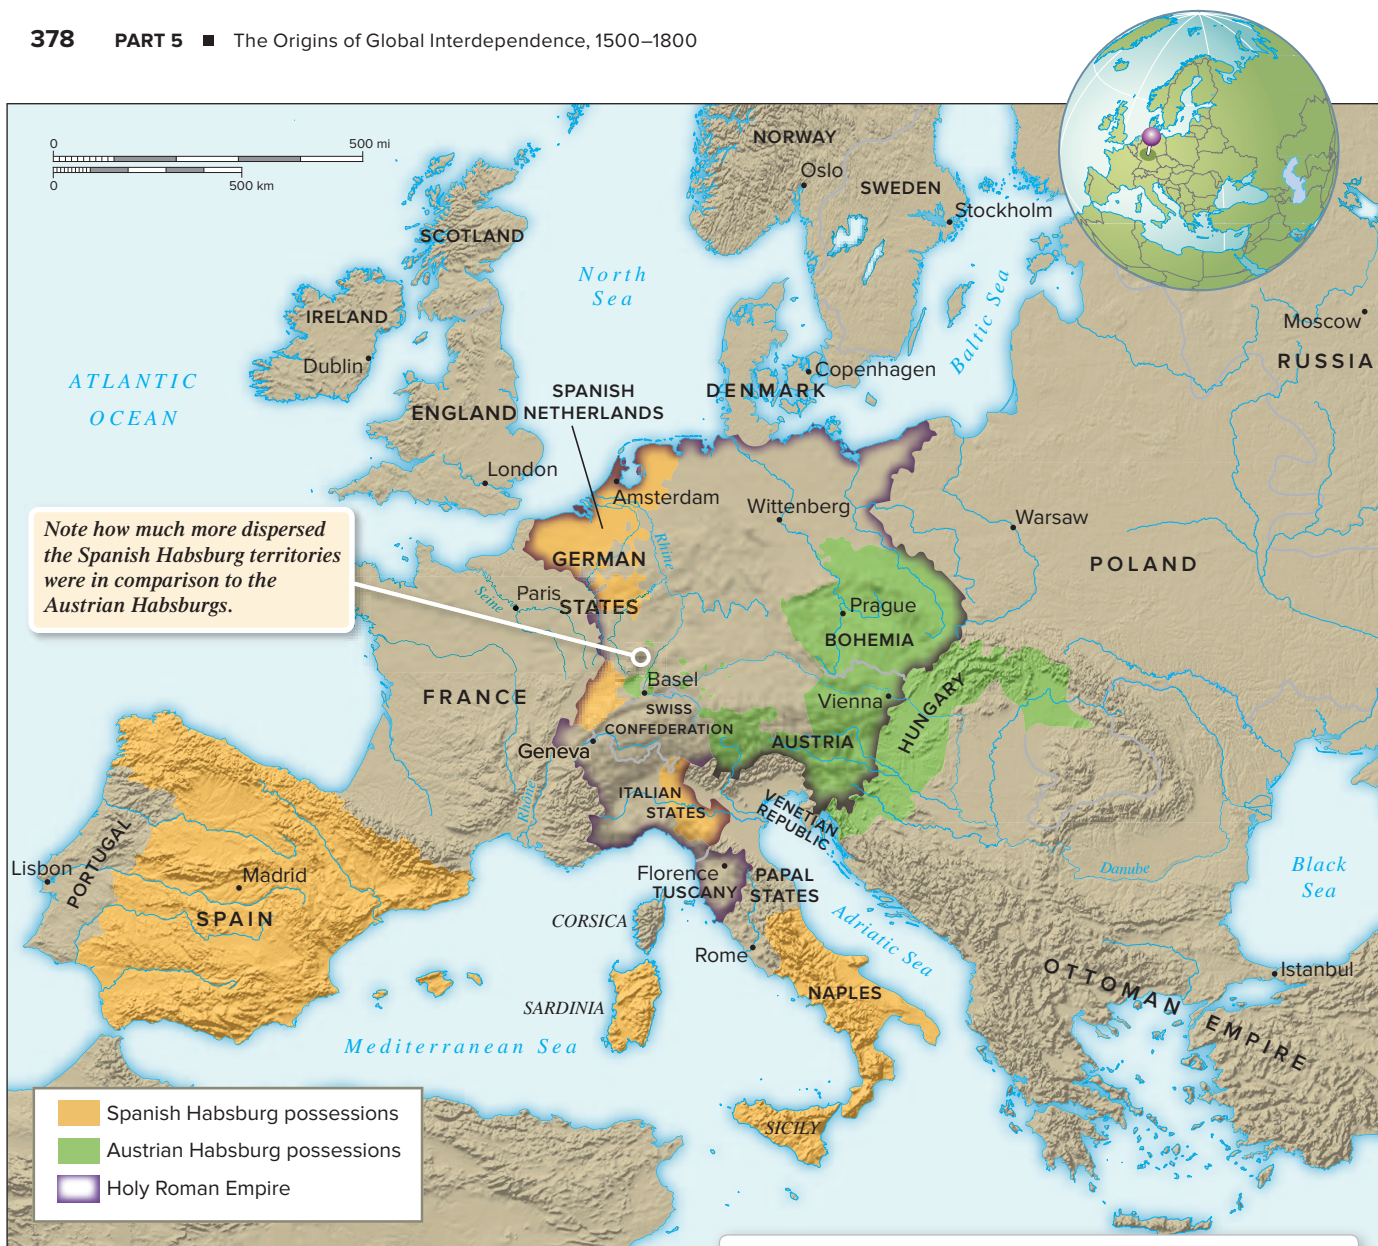 378 PART 5 ■ The Origins of Global Interdependence, 1500–1800
0 500 mi
0 500 km
NORWAY
Oslo
SWEDEN
Stockholm
SCOTLAND
North
Sea
Baltic Sea
IRELAND
Dublin
Moscow
RUSSIA
ATLANTIC
OCEAN
Copenhagen
DENMARK
SPANISH
NETHERLANDS
ENGLAND
London
Amsterdam
Wittenberg
Warsaw
POLAND
Note how much more dispersed
the Spanish Habsburg territories
were in comparison to the
Austrian Habsburgs.
GERMAN
STATES
Rhine
Seine
Paris
Prague
BOHEMIA
FRANCE
Basel
SWISS
CONFEDERATION
Vienna
HUNGARY
AUSTRIA
Geneva
ITALIAN
STATES
Rhône
VENETIAN
REPUBLIC
PORTUGAL
Lisbon
Madrid
SPAIN
Florence
TUSCANY
PAPAL
STATES
Danube
Black
Sea
CORSICA
Adriatic Sea
Rome
Istanbul
OTTOMAN EMPIRE
NAPLES
SARDINIA
Mediterranean Sea
SICILY
Spanish Habsburg possessions
Austrian Habsburg possessions
Holy Roman Empire